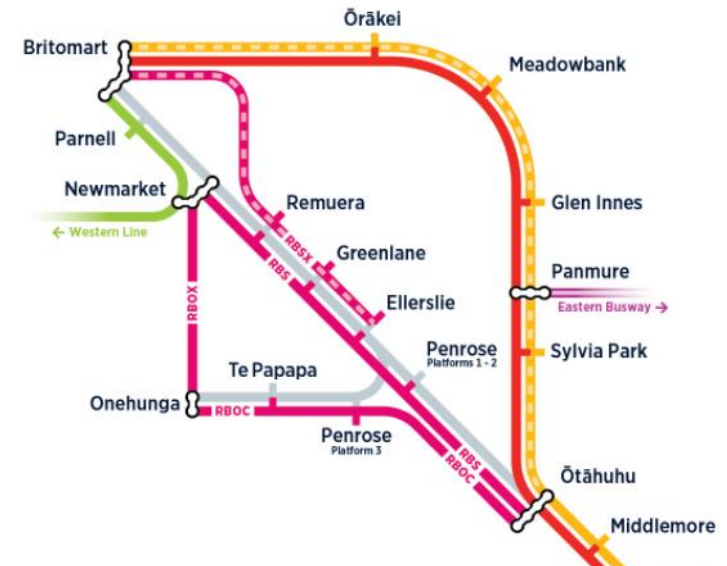 Ōrākei
Britomart
Meadowbank
Parnell
Newmarket
← Western Line
Remuera
Glen Innes
RBSX
Greenlane
RBS
Panmure
Eastern Busway →
RBOX
Ellerslie
Penrose
Platforms 1 - 2
Sylvia Park
Te Papapa
Onehunga
RBOC
Penrose
Platform 3
RBS
RBOC
Ōtāhuhu
Middlemore